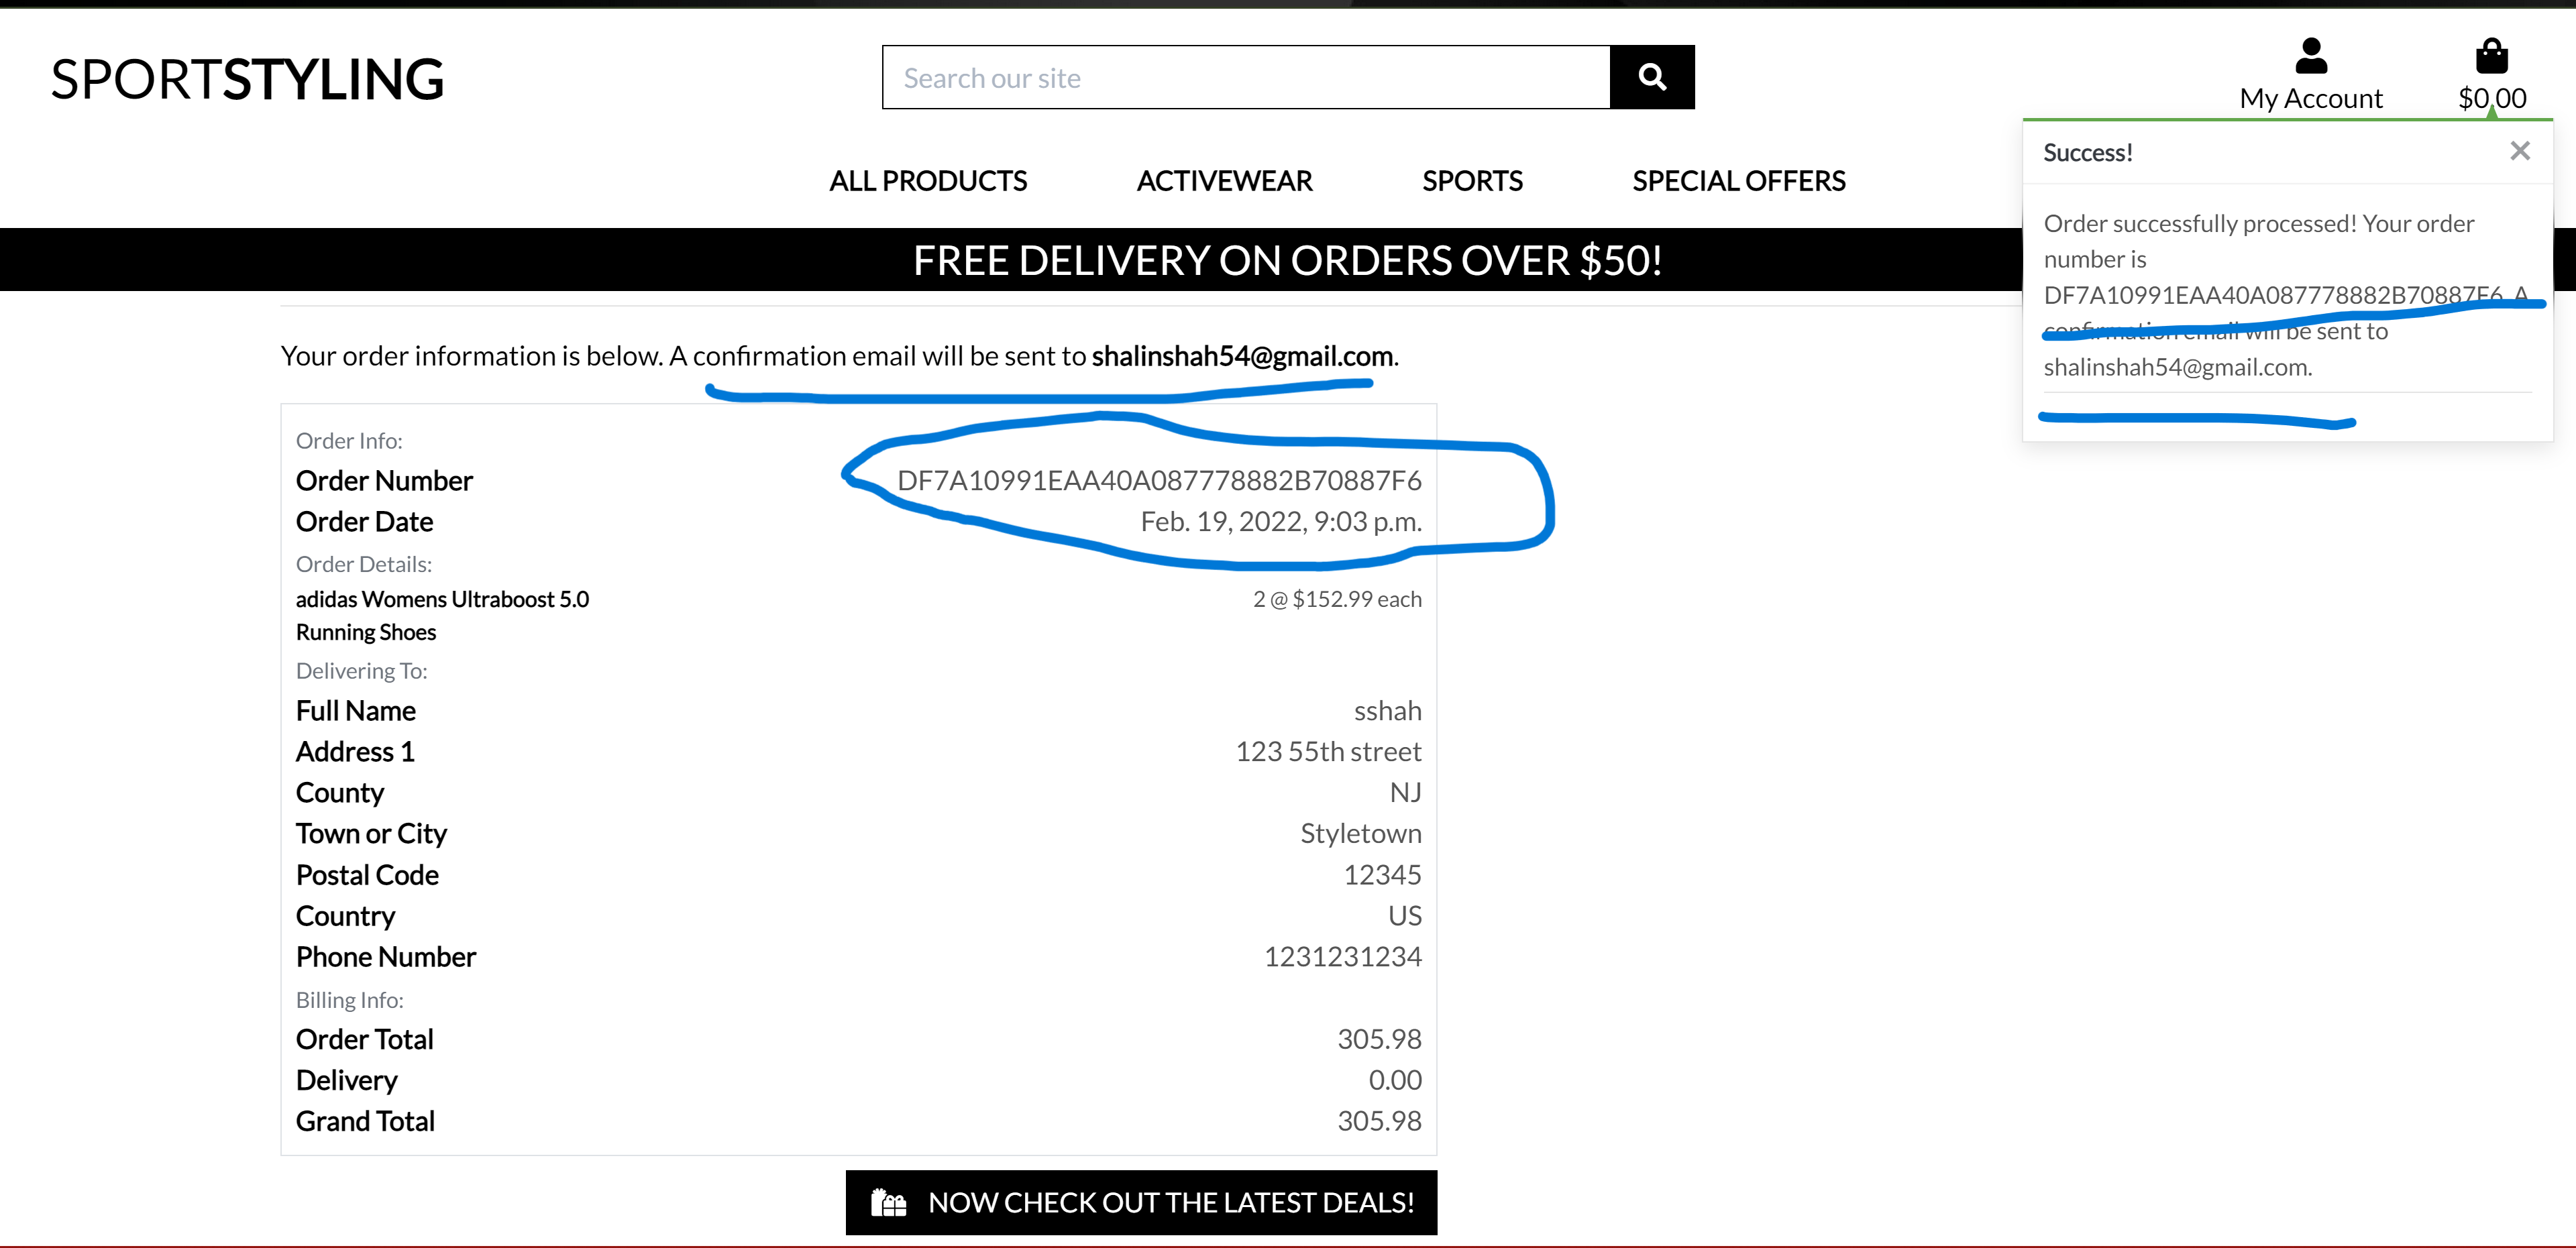 SPORTSTYLING
Search our site
My Account
$0.00
ALL PRODUCTS
ACTIVEWEAR
SPORTS
SPECIAL OFFERS
FREE DELIVERY ON ORDERS OVER $50!
Success!
Order successfully processed! Your order
number is
DF7A10991EAA40A087778882B70887F6. A
confirmation email will be sent to
shalinshah54@gmail.com.
Your order information is below. A confirmation email will be sent to shalinshah54@gmail.com.
Order Info:
Order Number DF7A10991EAA40A087778882B70887F6
Order Date Feb. 19, 2022, 9:03 p.m.
Order Details:
adidas Womens Ultraboost 5.0 2 @ $152.99 each
Running Shoes
Delivering To:
Full Name sshah
Address 1 123 55th street
County NJ
Town or City Styletown
Postal Code 12345
Country US
Phone Number 1231231234
Billing Info:
Order Total 305.98
Delivery 0.00
Grand Total 305.98
NOW CHECK OUT THE LATEST DEALS!